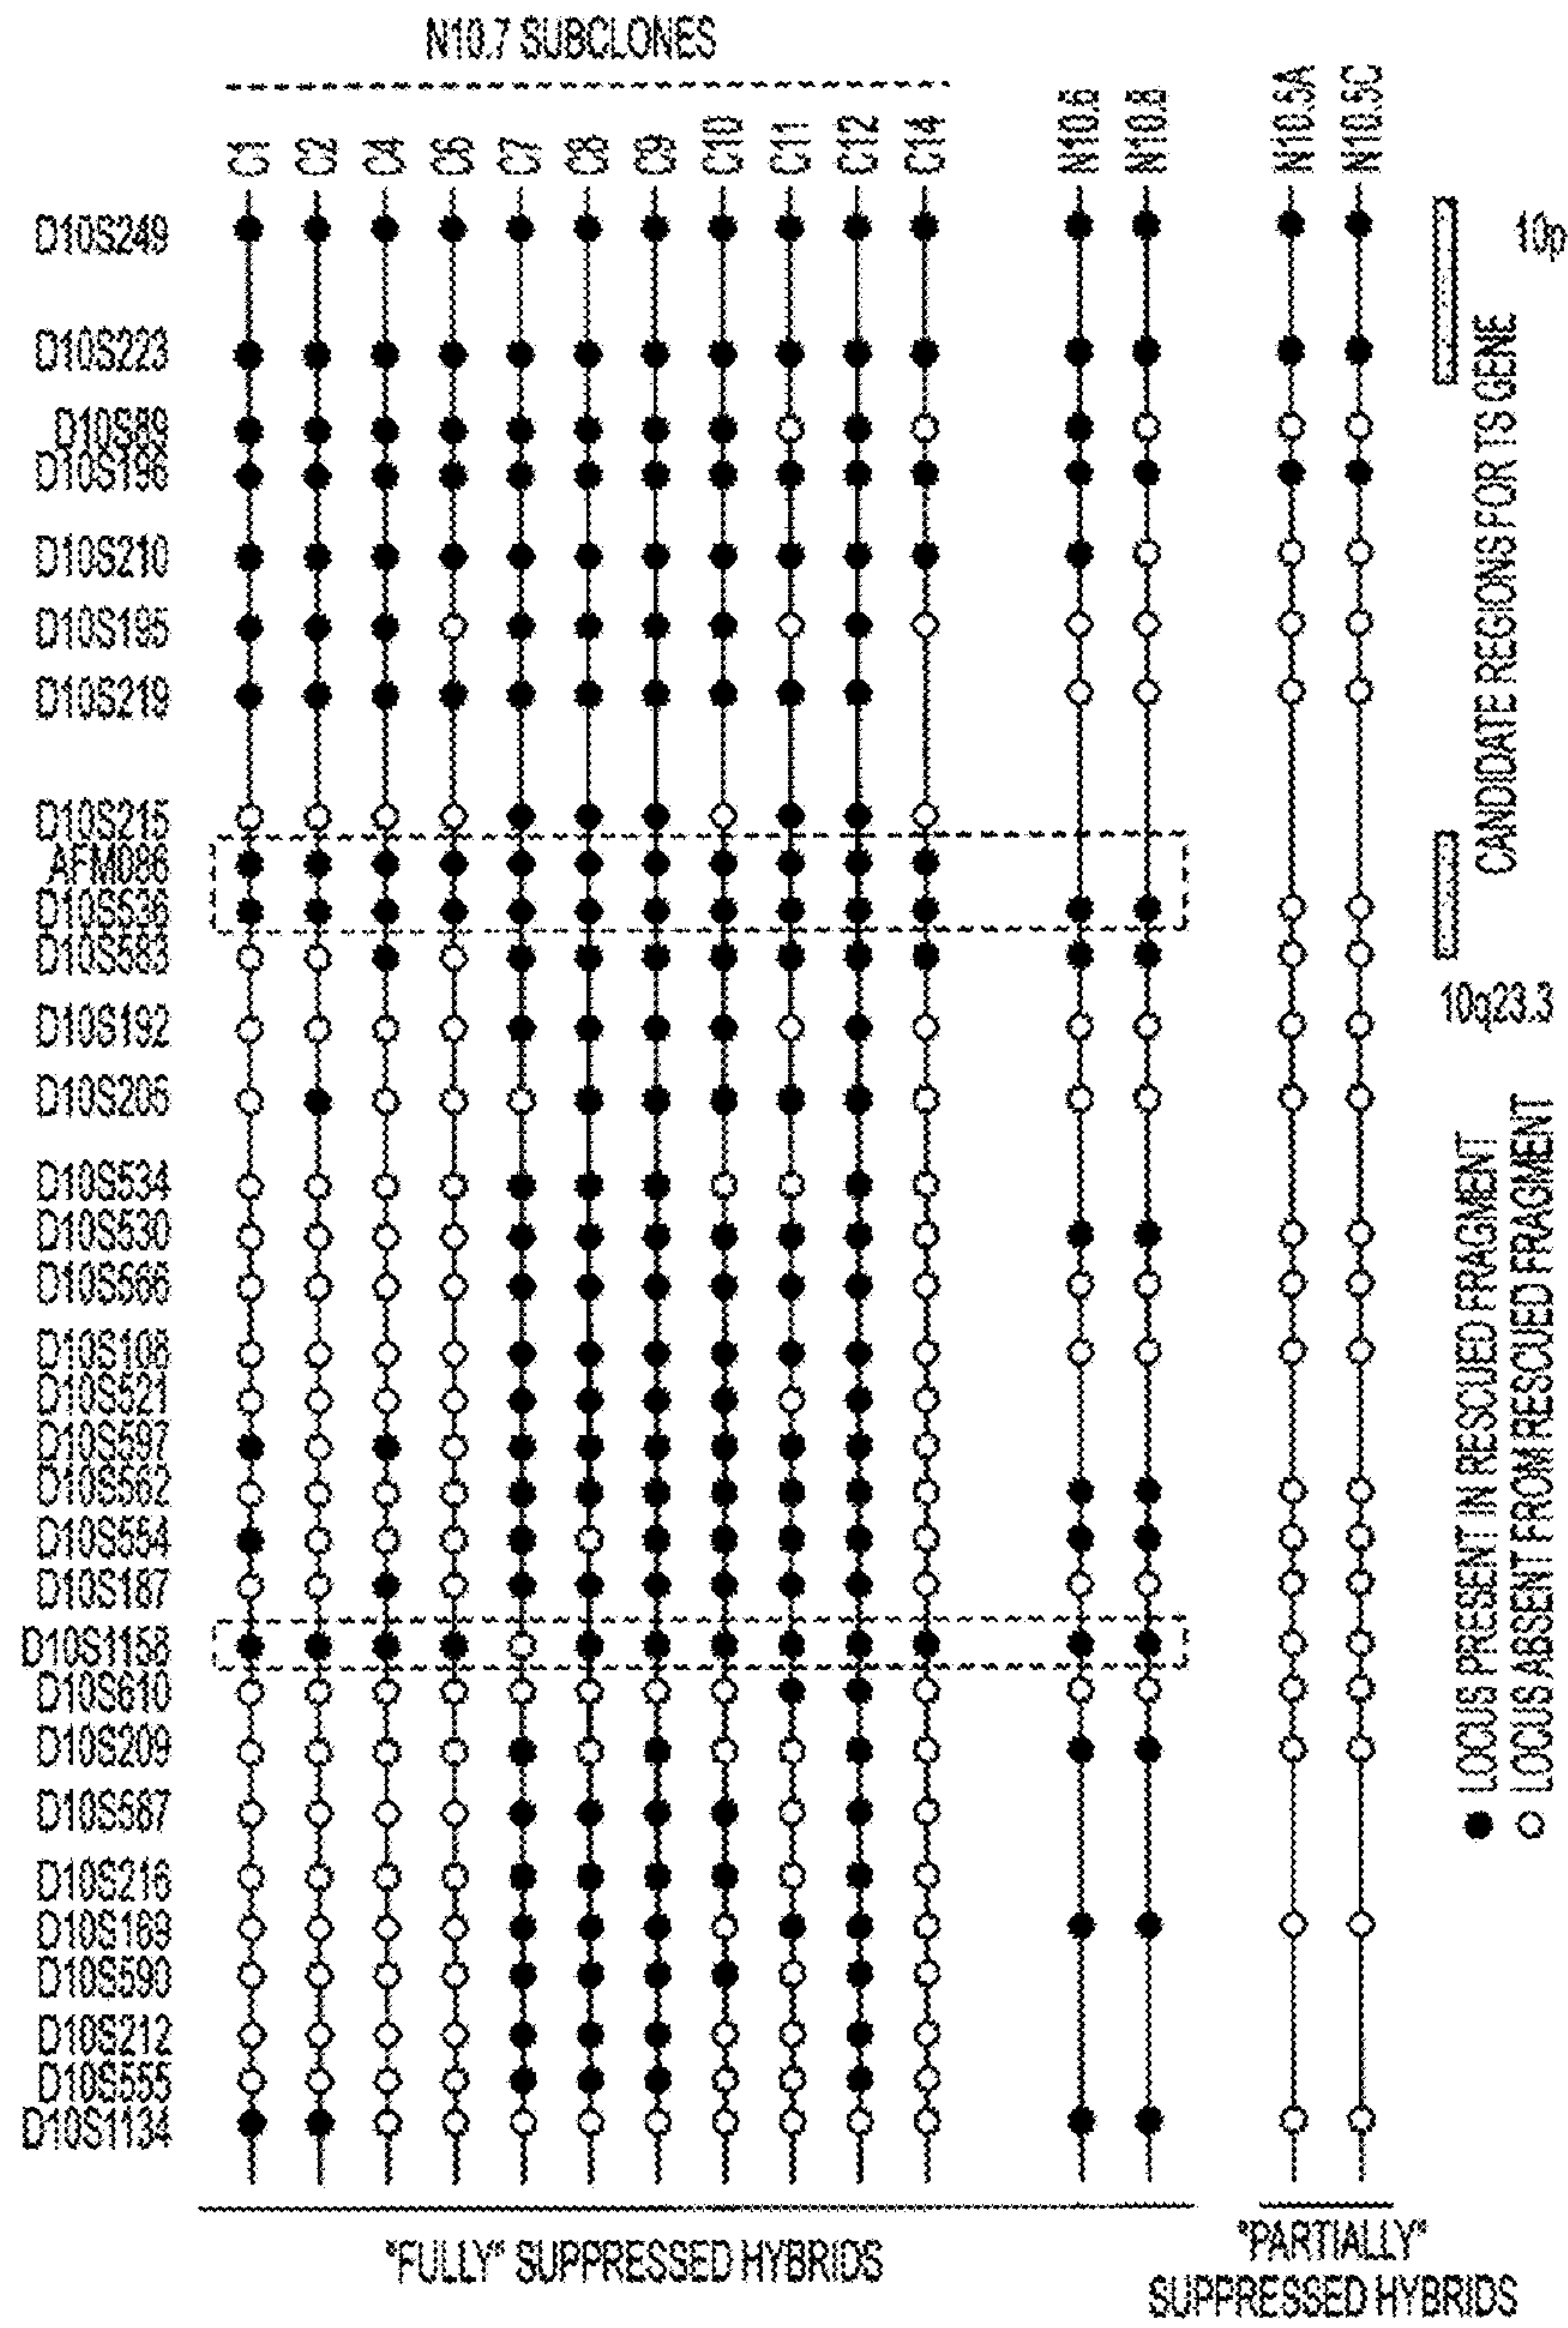 N10.7 SUBCLONES
C1
C2
C4
C6
C7
C8
C9
C10
C11
C12
C14
N10.6
N10.8
N10.5A
N10.5C
D10S249
D10S223
D10S89
D10S196
D10S210
D10S195
D10S219
D10S215
AFM086
D10S536
D10S583
D10S192
D10S205
D10S534
D10S530
D10S566
D10S108
D10S521
D10S597
D10S562
D10S554
D10S187
D10S1158
D10S610
D10S209
D10S587
D10S216
D10S169
D10S590
D10S212
D10S555
D10S1134
10p
CANDIDATE REGIONS FOR TS GENE
10q23.3
LOCUS PRESENT IN RESCUED FRAGMENT
LOCUS ABSENT FROM RESCUED FRAGMENT
"FULLY" SUPPRESSED HYBRIDS
"PARTIALLY"
SUPPRESSED HYBRIDS